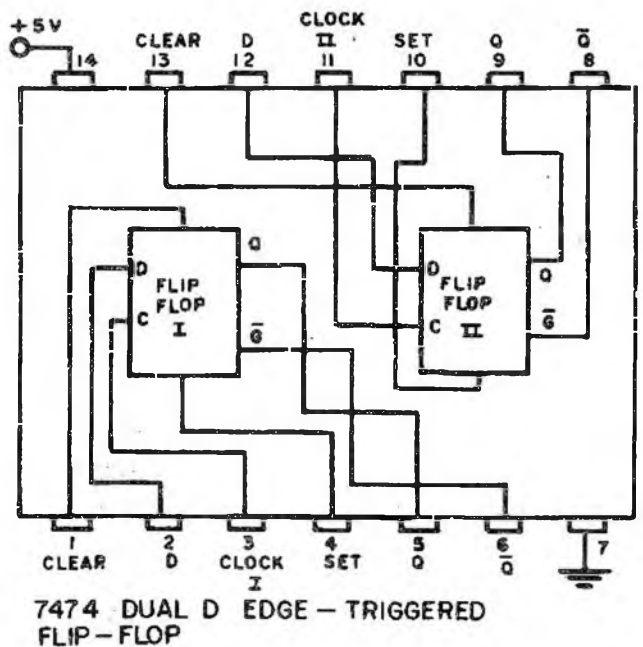 +5V
CLEAR D CLOCK II SET Q Q̅
14 13 12 11 10 9 8
FLIP FLOP I
D
C
Q
G̅
FLIP FLOP II
D
C
Q
G̅
1 2 3 4 5 6 7
CLEAR D CLOCK I SET Q Q̅
7474 DUAL D EDGE-TRIGGERED
FLIP-FLOP